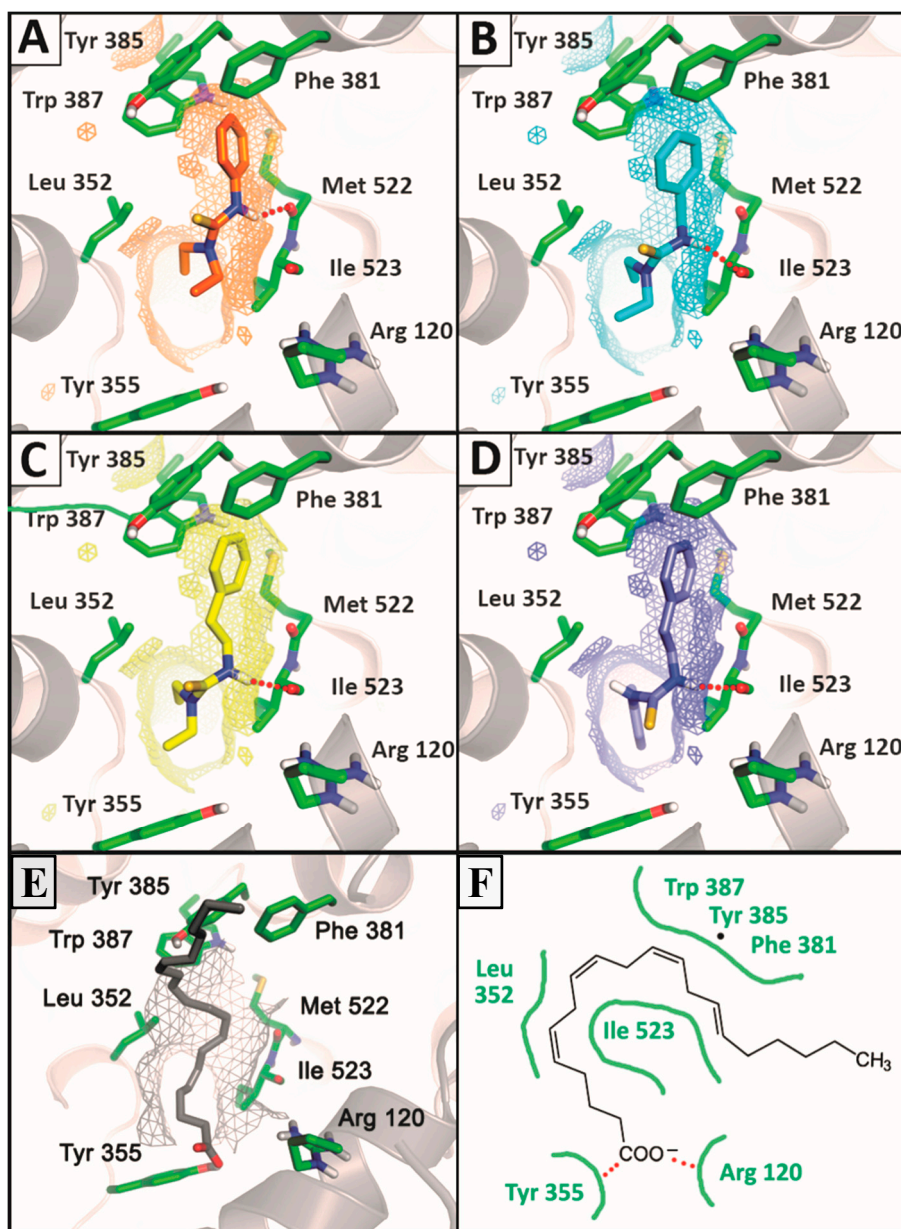 A
Tyr 385
Phe 381
Trp 387
Leu 352
Met 522
Ile 523
Arg 120
Tyr 355
B
Tyr 385
Phe 381
Trp 387
Leu 352
Met 522
Ile 523
Arg 120
Tyr 355
C
Tyr 385
Phe 381
Trp 387
Leu 352
Met 522
Ile 523
Arg 120
Tyr 355
D
Tyr 385
Phe 381
Trp 387
Leu 352
Met 522
Ile 523
Arg 120
Tyr 355
E
Tyr 385
Trp 387
Phe 381
Leu 352
Met 522
Ile 523
Arg 120
Tyr 355
F
Trp 387
Tyr 385
Phe 381
Leu
352
Ile 523
CH3
COO−
Tyr 355
Arg 120